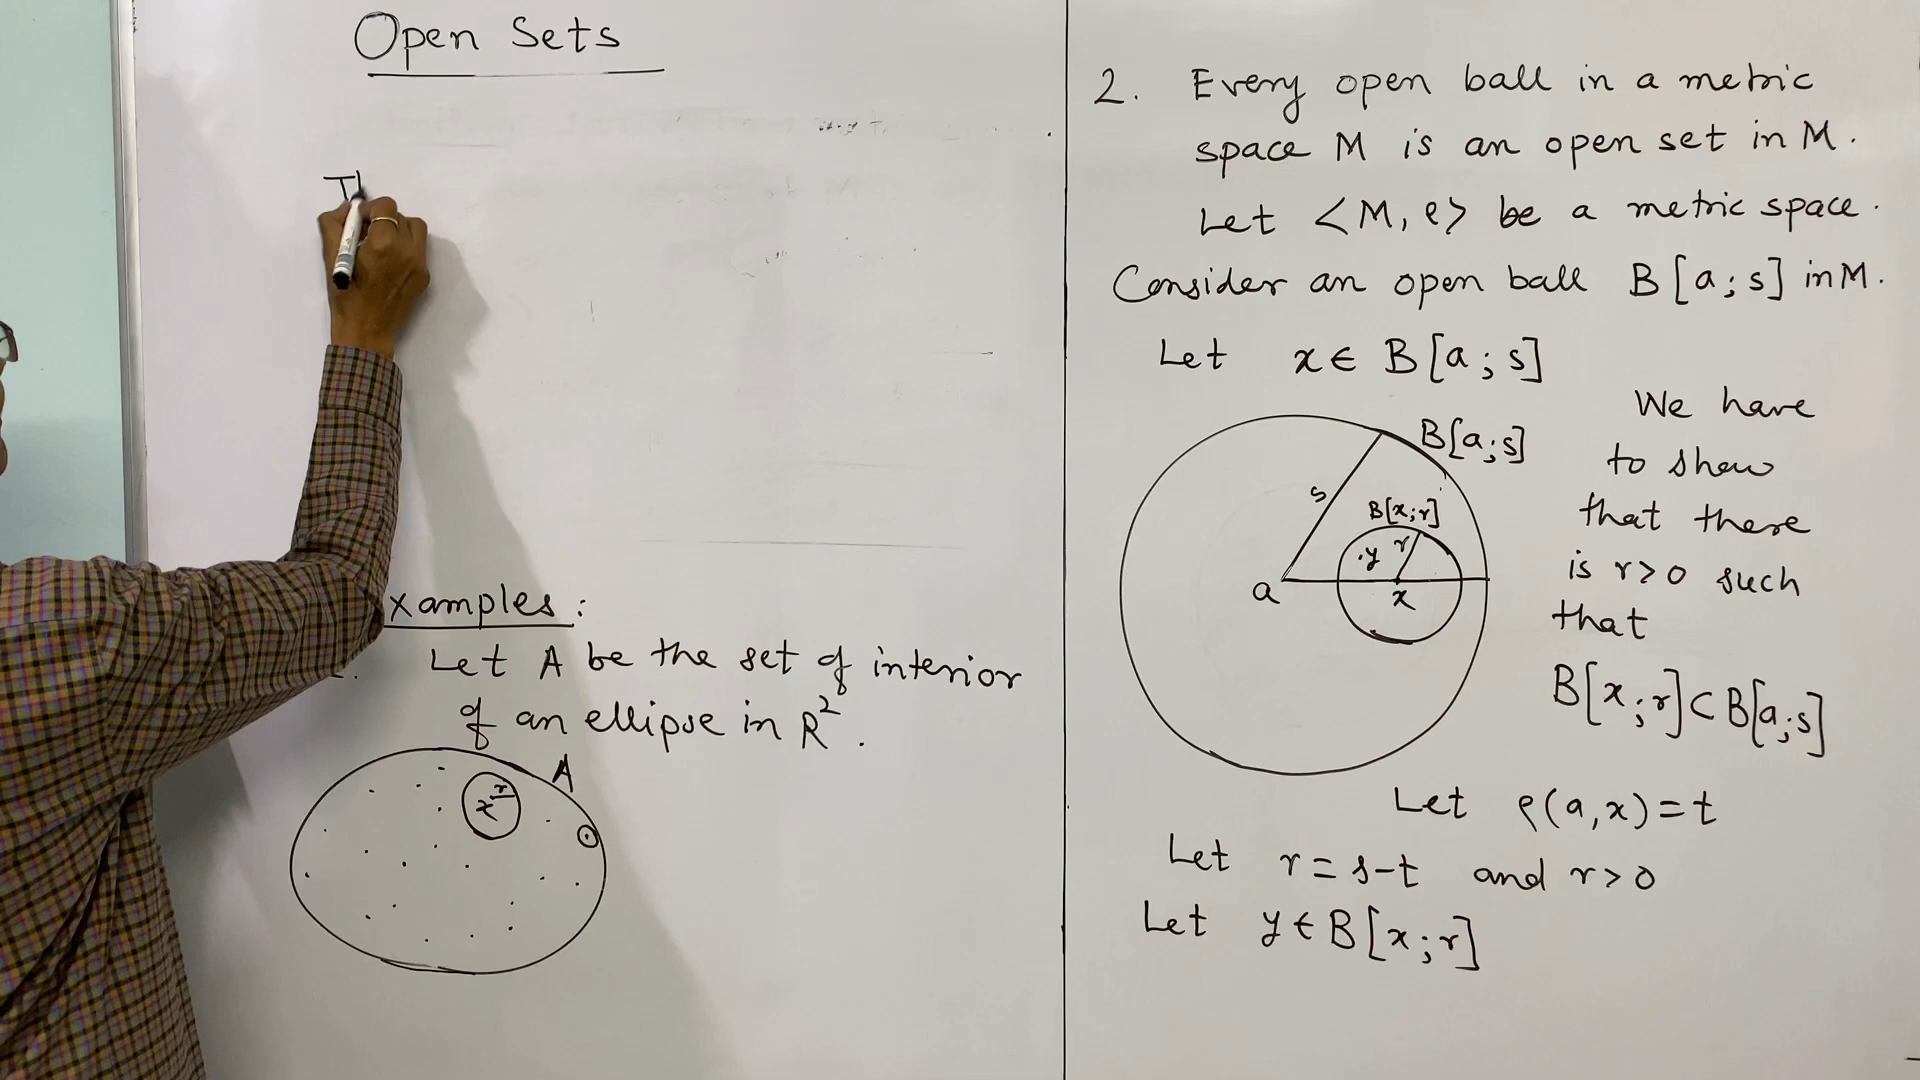 Open Sets
Th
xamples :
1. Let A be the set of interior
of an ellipse in R²
A
x r
2. Every open ball in a metric
space M is an open set in M.
Let <M, ρ> be a metric space.
Consider an open ball B[a; s] in M.
Let x ∈ B[a; s]
B[a; s]
s
B[x; r]
.y r
a x
We have
to show
that there
is r>0 such
that
B[x; r] ⊂ B[a; s]
Let ρ(a, x) = t
Let r = s-t and r>0
Let y ∈ B[x; r]